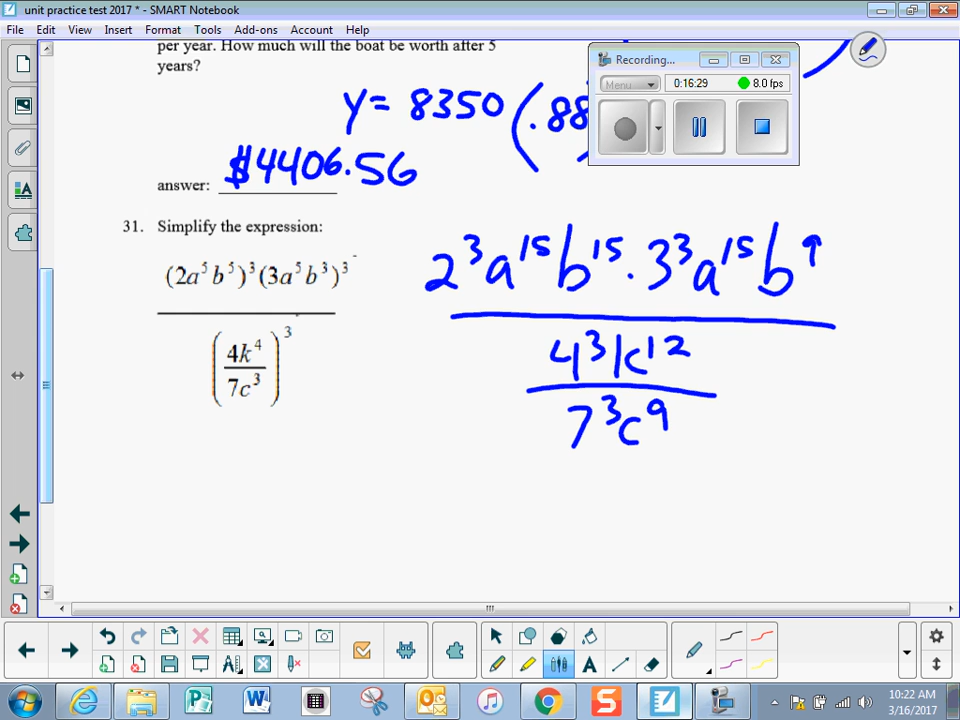 unit practice test 2017 * - SMART Notebook
File Edit View Insert Format Tools Add-ons Account Help
per year. How much will the boat be worth after 5
years?
Recording...
Menu 0:16:29 8.0 fps
y = 8350 (.88
answer: $4406.56
31. Simplify the expression:
(2a⁵b⁵)³(3a⁵b³)³
(4k⁴
7c³)³
2³a¹⁵b¹⁵ · 3³a¹⁵b⁹
4³k¹²
7³c⁹
10:22 AM
3/16/2017